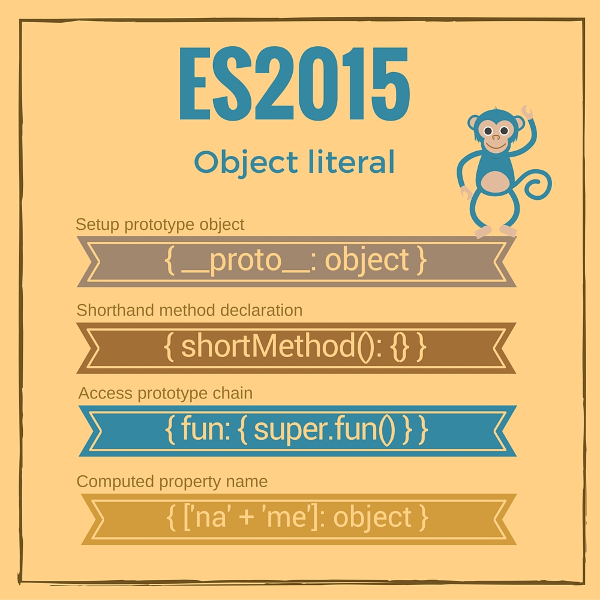 ES2015
Object literal
Setup prototype object
{ __proto__: object }
Shorthand method declaration
{ shortMethod(): {} }
Access prototype chain
{ fun: { super.fun() } }
Computed property name
{ ['na' + 'me']: object }